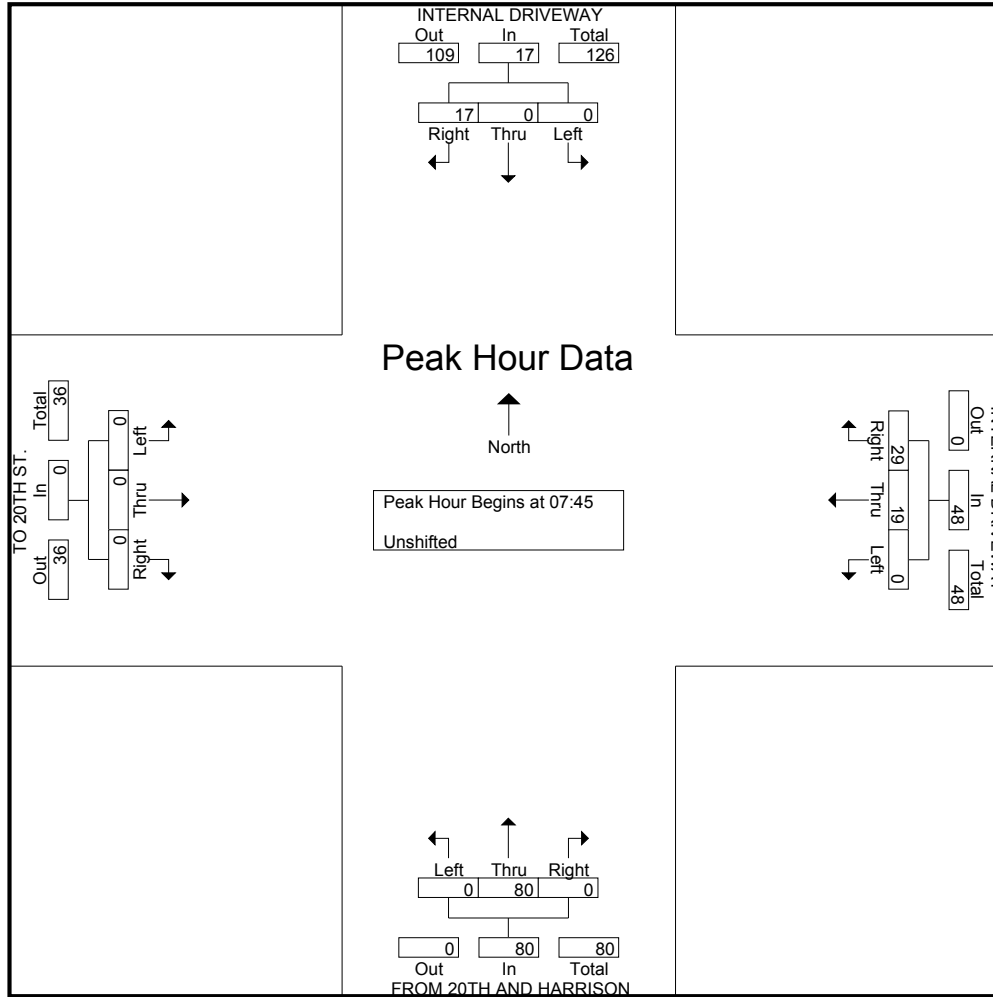 INTERNAL DRIVEWAY
Out In Total
109 17 126
17 0 0
Right Thru Left
Peak Hour Data
North
Peak Hour Begins at 07:45
Unshifted
TO 20TH ST.
Total In Out
36 0 36
0 0 0
Left Thru Right
Out In Total
0 48 48
29 19 0
Right Thru Left
Left Thru Right
0 80 0
0 80 80
Out In Total
FROM 20TH AND HARRISON